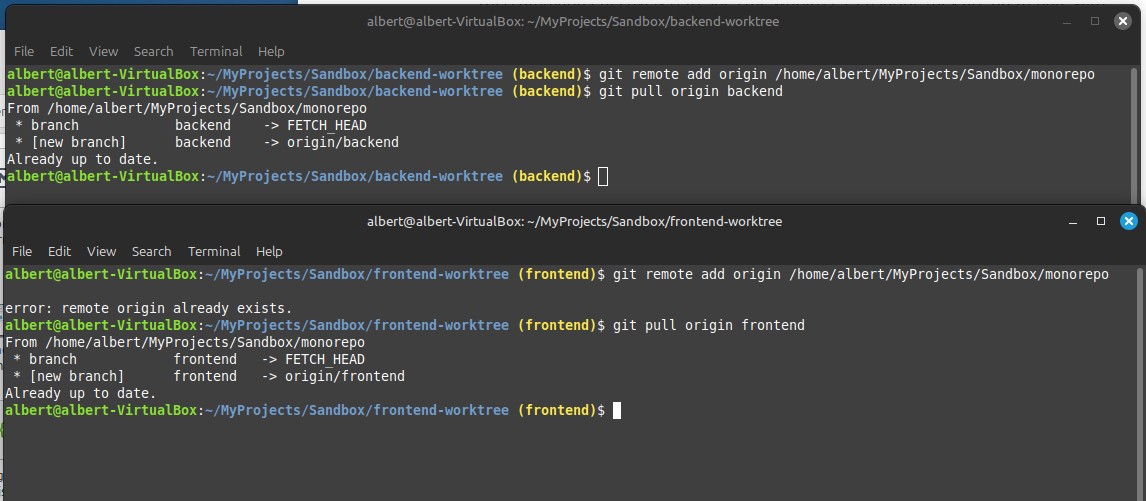 albert@albert-VirtualBox: ~/MyProjects/Sandbox/backend-worktree
File Edit View Search Terminal Help
albert@albert-VirtualBox:~/MyProjects/Sandbox/backend-worktree (backend)$ git remote add origin /home/albert/MyProjects/Sandbox/monorepo
albert@albert-VirtualBox:~/MyProjects/Sandbox/backend-worktree (backend)$ git pull origin backend
From /home/albert/MyProjects/Sandbox/monorepo
 * branch            backend    -> FETCH_HEAD
 * [new branch]      backend    -> origin/backend
Already up to date.
albert@albert-VirtualBox:~/MyProjects/Sandbox/backend-worktree (backend)$
albert@albert-VirtualBox: ~/MyProjects/Sandbox/frontend-worktree
File Edit View Search Terminal Help
albert@albert-VirtualBox:~/MyProjects/Sandbox/frontend-worktree (frontend)$ git remote add origin /home/albert/MyProjects/Sandbox/monorepo
error: remote origin already exists.
albert@albert-VirtualBox:~/MyProjects/Sandbox/frontend-worktree (frontend)$ git pull origin frontend
From /home/albert/MyProjects/Sandbox/monorepo
 * branch            frontend   -> FETCH_HEAD
 * [new branch]      frontend   -> origin/frontend
Already up to date.
albert@albert-VirtualBox:~/MyProjects/Sandbox/frontend-worktree (frontend)$